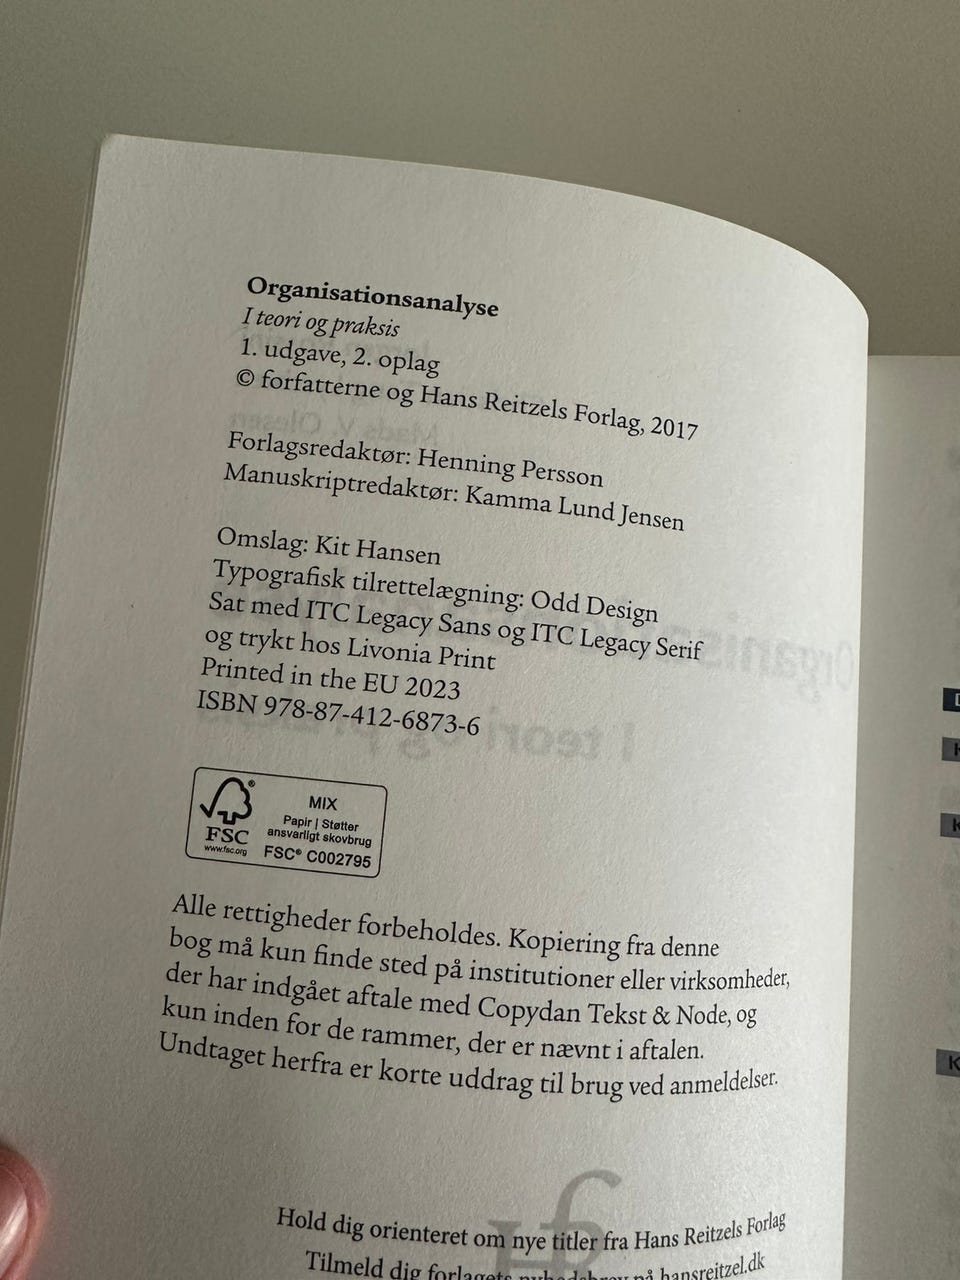 Organisationsanalyse
I teori og praksis
1. udgave, 2. oplag
© forfatterne og Hans Reitzels Forlag, 2017
Forlagsredaktør: Henning Persson
Manuskriptredaktør: Kamma Lund Jensen
Omslag: Kit Hansen
Typografisk tilrettelægning: Odd Design
Sat med ITC Legacy Sans og ITC Legacy Serif
og trykt hos Livonia Print
Printed in the EU 2023
ISBN 978-87-412-6873-6
FSC
www.fsc.org
MIX
Papir | Støtter
ansvarligt skovbrug
FSC® C002795
Alle rettigheder forbeholdes. Kopiering fra denne
bog må kun finde sted på institutioner eller virksomheder,
der har indgået aftale med Copydan Tekst & Node, og
kun inden for de rammer, der er nævnt i aftalen.
Undtaget herfra er korte uddrag til brug ved anmeldelser.
Hold dig orienteret om nye titler fra Hans Reitzels Forlag
Tilmeld dig forlagets nyhedsbrev på hansreitzel.dk